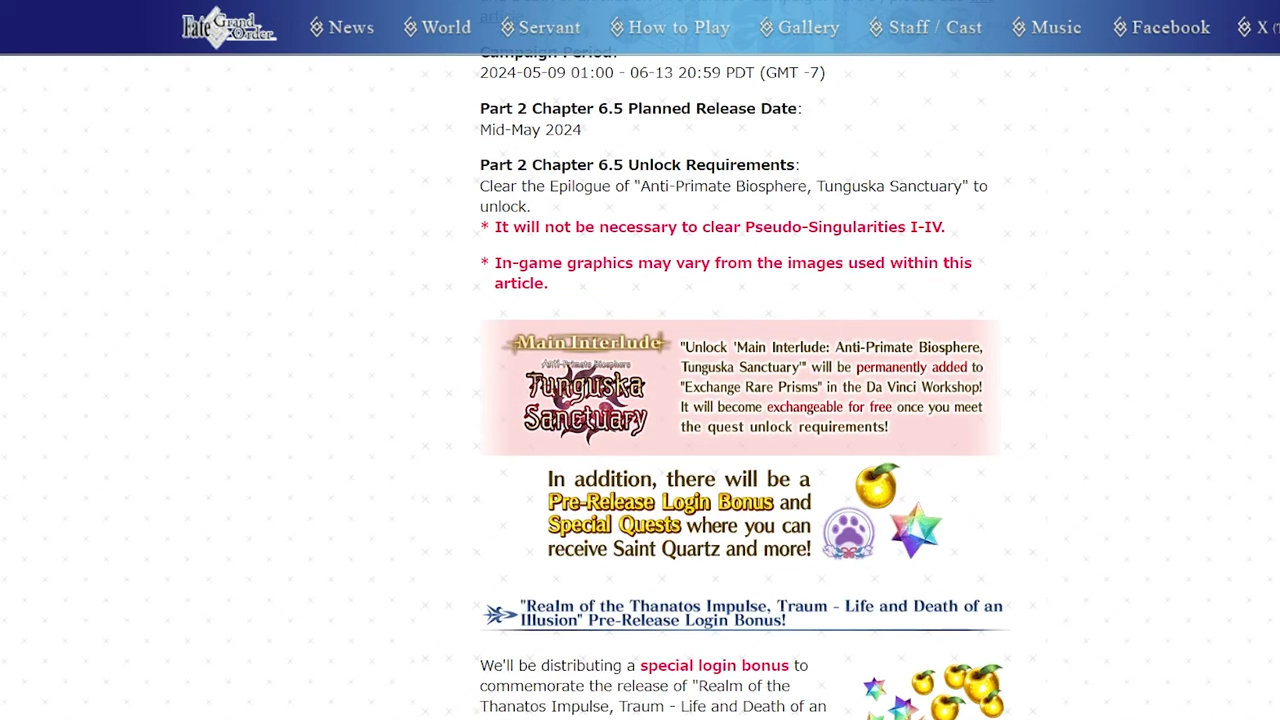 Fate Grand Order
News
World
Servant
How to Play
Gallery
Staff / Cast
Music
Facebook
X
Campaign Period:
2024-05-09 01:00 - 06-13 20:59 PDT (GMT -7)
Part 2 Chapter 6.5 Planned Release Date:
Mid-May 2024
Part 2 Chapter 6.5 Unlock Requirements:
Clear the Epilogue of "Anti-Primate Biosphere, Tunguska Sanctuary" to
unlock.
* It will not be necessary to clear Pseudo-Singularities I-IV.
* In-game graphics may vary from the images used within this
article.
Main Interlude
Anti-Primate Biosphere
Tunguska
Sanctuary
"Unlock 'Main Interlude: Anti-Primate Biosphere,
Tunguska Sanctuary'" will be permanently added to
"Exchange Rare Prisms" in the Da Vinci Workshop!
It will become exchangeable for free once you meet
the quest unlock requirements!
In addition, there will be a
Pre-Release Login Bonus and
Special Quests where you can
receive Saint Quartz and more!
"Realm of the Thanatos Impulse, Traum - Life and Death of an
Illusion" Pre-Release Login Bonus!
We'll be distributing a special login bonus to
commemorate the release of "Realm of the
Thanatos Impulse, Traum - Life and Death of an